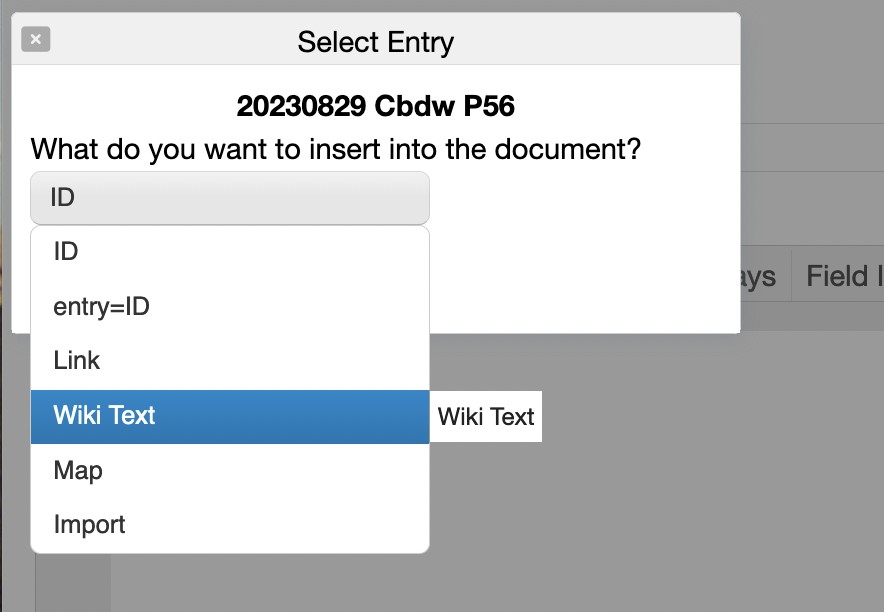 Select Entry
20230829 Cbdw P56
What do you want to insert into the document?
ID
ID
entry=ID
Link
Wiki Text
Wiki Text
Map
Import
ays
Field I